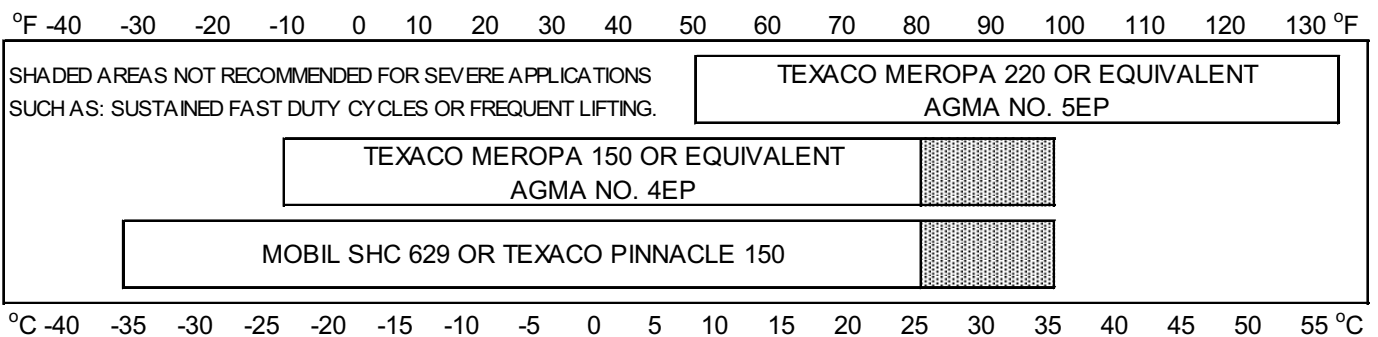 °F -40 -30 -20 -10 0 10 20 30 40 50 60 70 80 90 100 110 120 130 °F
SHADED AREAS NOT RECOMMENDED FOR SEVERE APPLICATIONS
SUCH AS: SUSTAINED FAST DUTY CYCLES OR FREQUENT LIFTING.
TEXACO MEROPA 220 OR EQUIVALENT
AGMA NO. 5EP
TEXACO MEROPA 150 OR EQUIVALENT
AGMA NO. 4EP
MOBIL SHC 629 OR TEXACO PINNACLE 150
°C -40 -35 -30 -25 -20 -15 -10 -5 0 5 10 15 20 25 30 35 40 45 50 55 °C